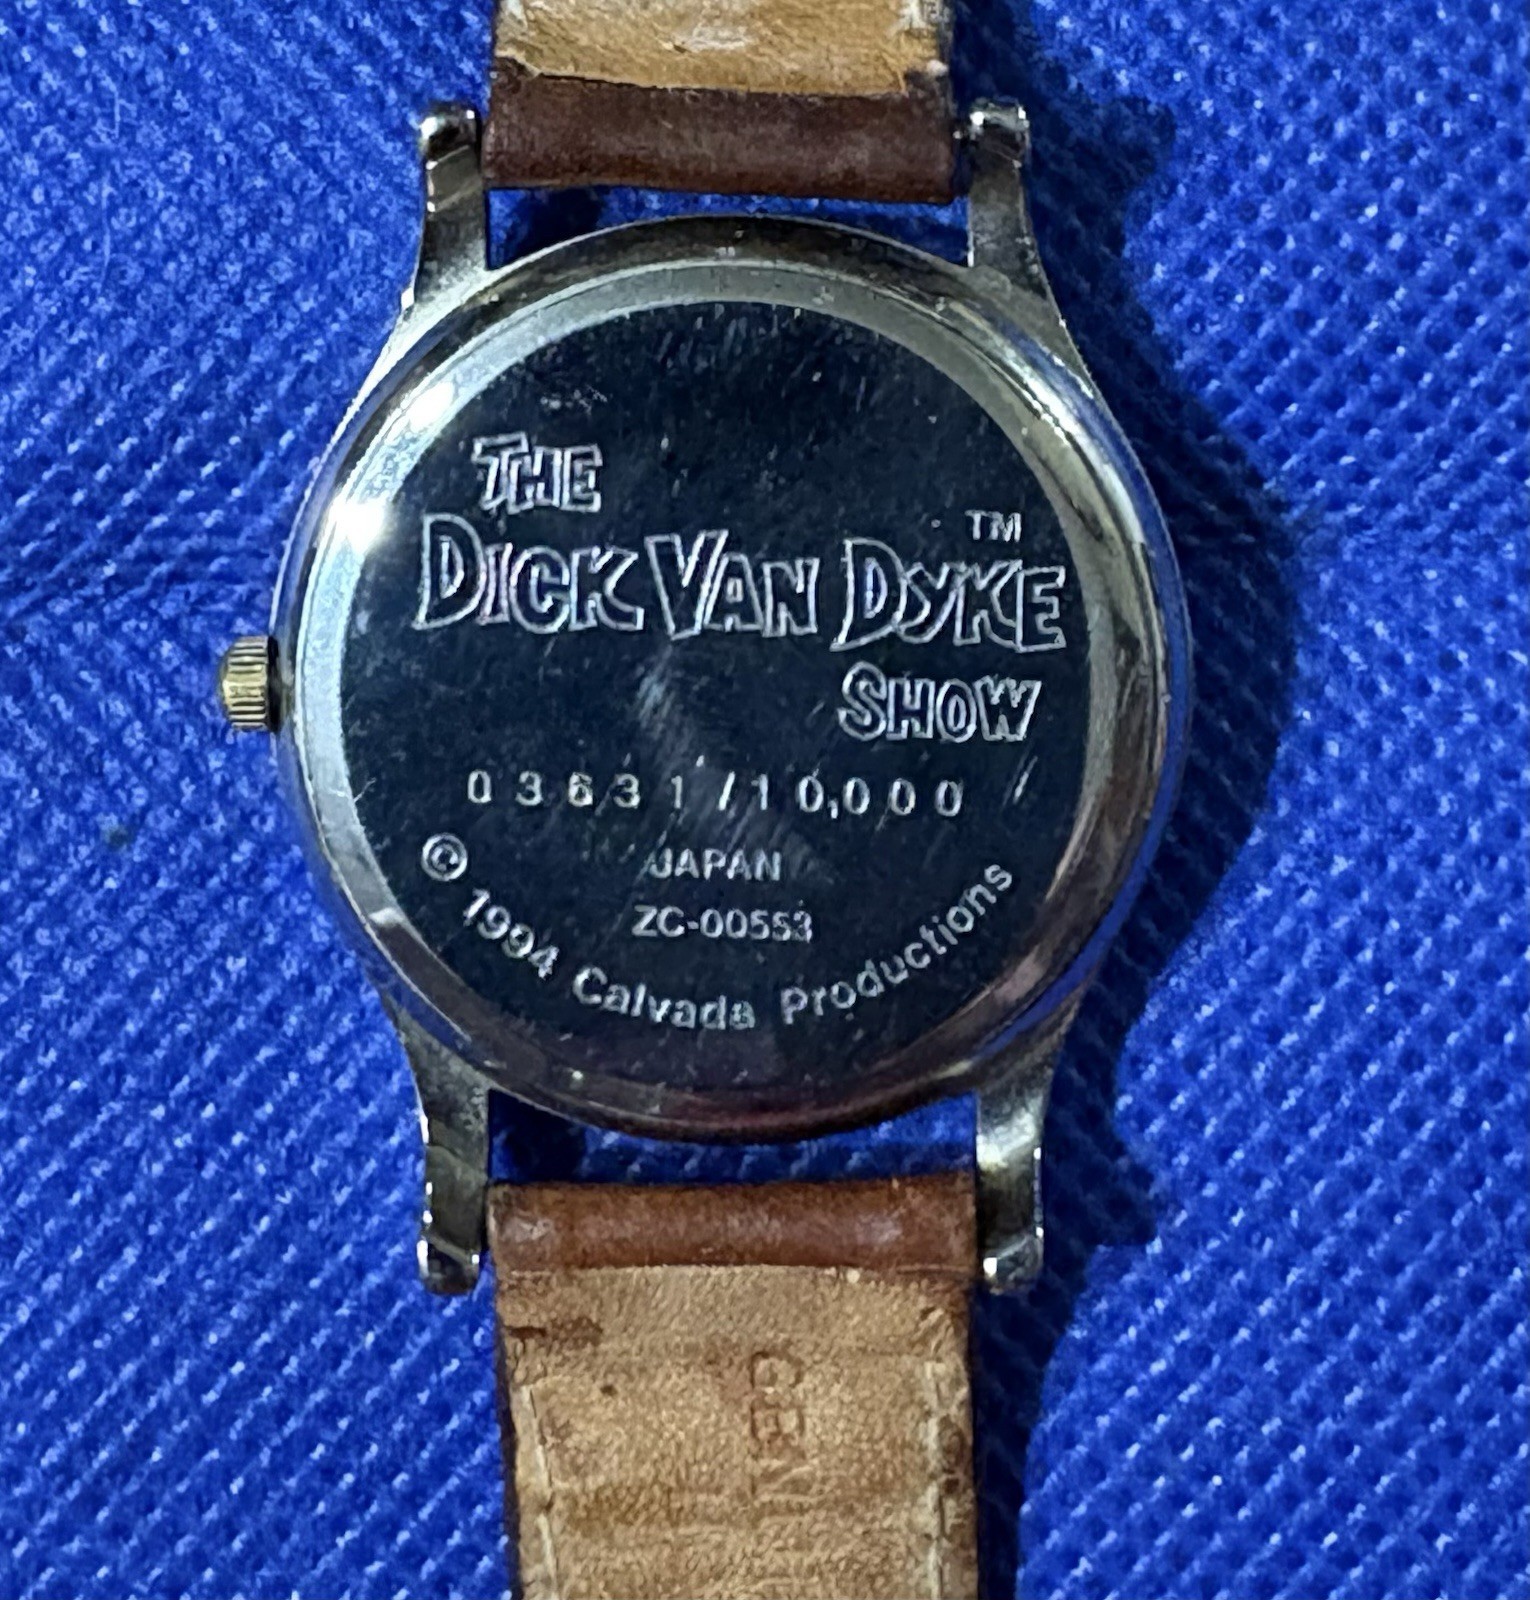 THE
DICK VAN DYKE TM
SHOW
03631/10,000
JAPAN
ZC-00553
© 1994 Calvada Productions